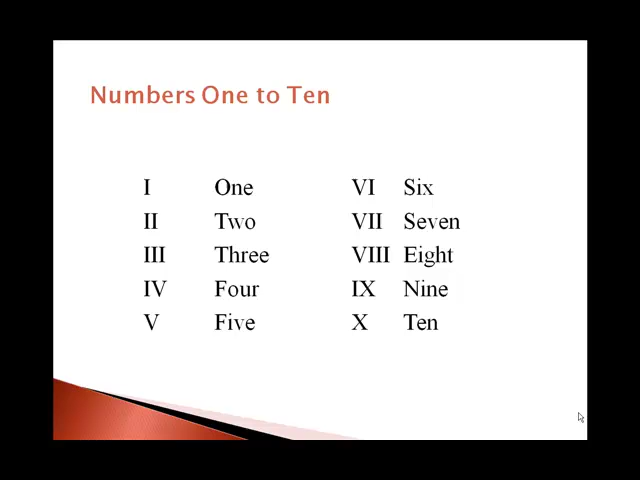 Numbers One to Ten
I One VI Six
II Two VII Seven
III Three VIII Eight
IV Four IX Nine
V Five X Ten